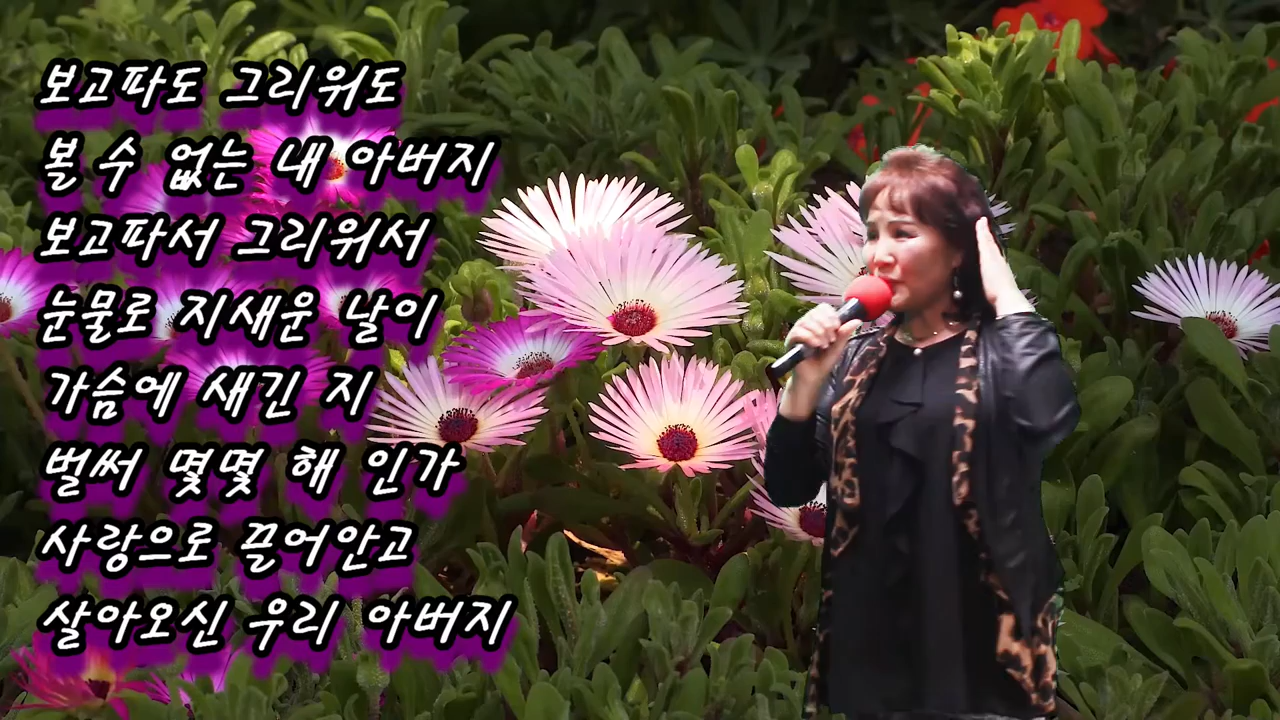 보고파도 그리워도
볼 수 없는 내 아버지
보고파서 그리워서
눈물로 지새운 날이
가슴에 새긴 지
벌써 몇몇 해 인가
사랑으로 끌어안고
살아오신 우리 아버지